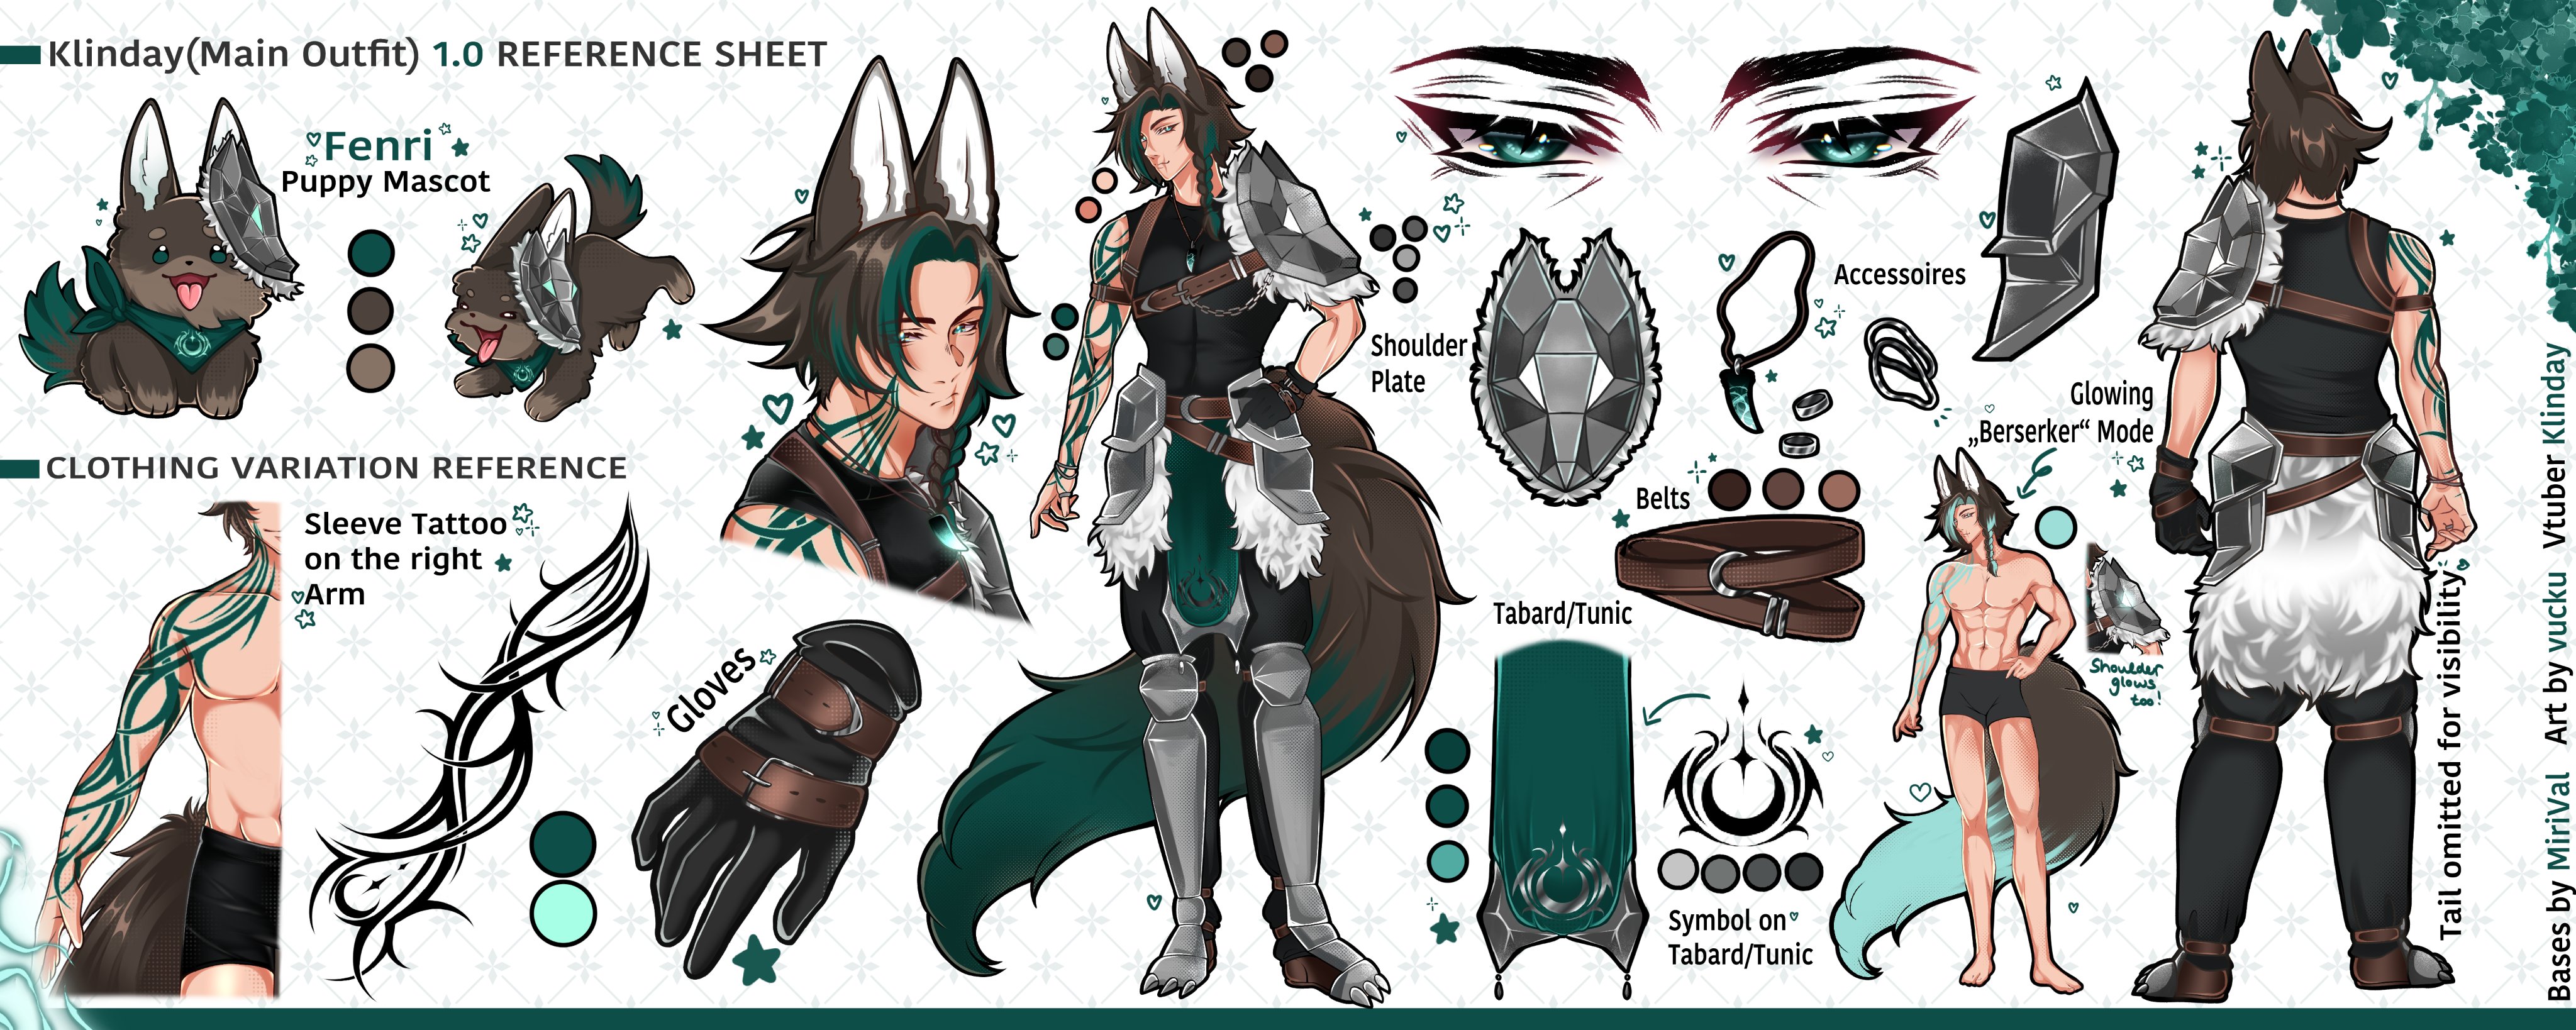 Klinday(Main Outfit) 1.0 REFERENCE SHEET
Fenri
Puppy Mascot
CLOTHING VARIATION REFERENCE
Sleeve Tattoo
on the right
Arm
Gloves
Shoulder
Plate
Accessoires
Belts
Glowing
„Berserker“ Mode
Shoulder
glows
too!
Tabard/Tunic
Symbol on
Tabard/Tunic
Tail omitted for visibility
Bases by MiriVal Art by vucku Vtuber Klinday